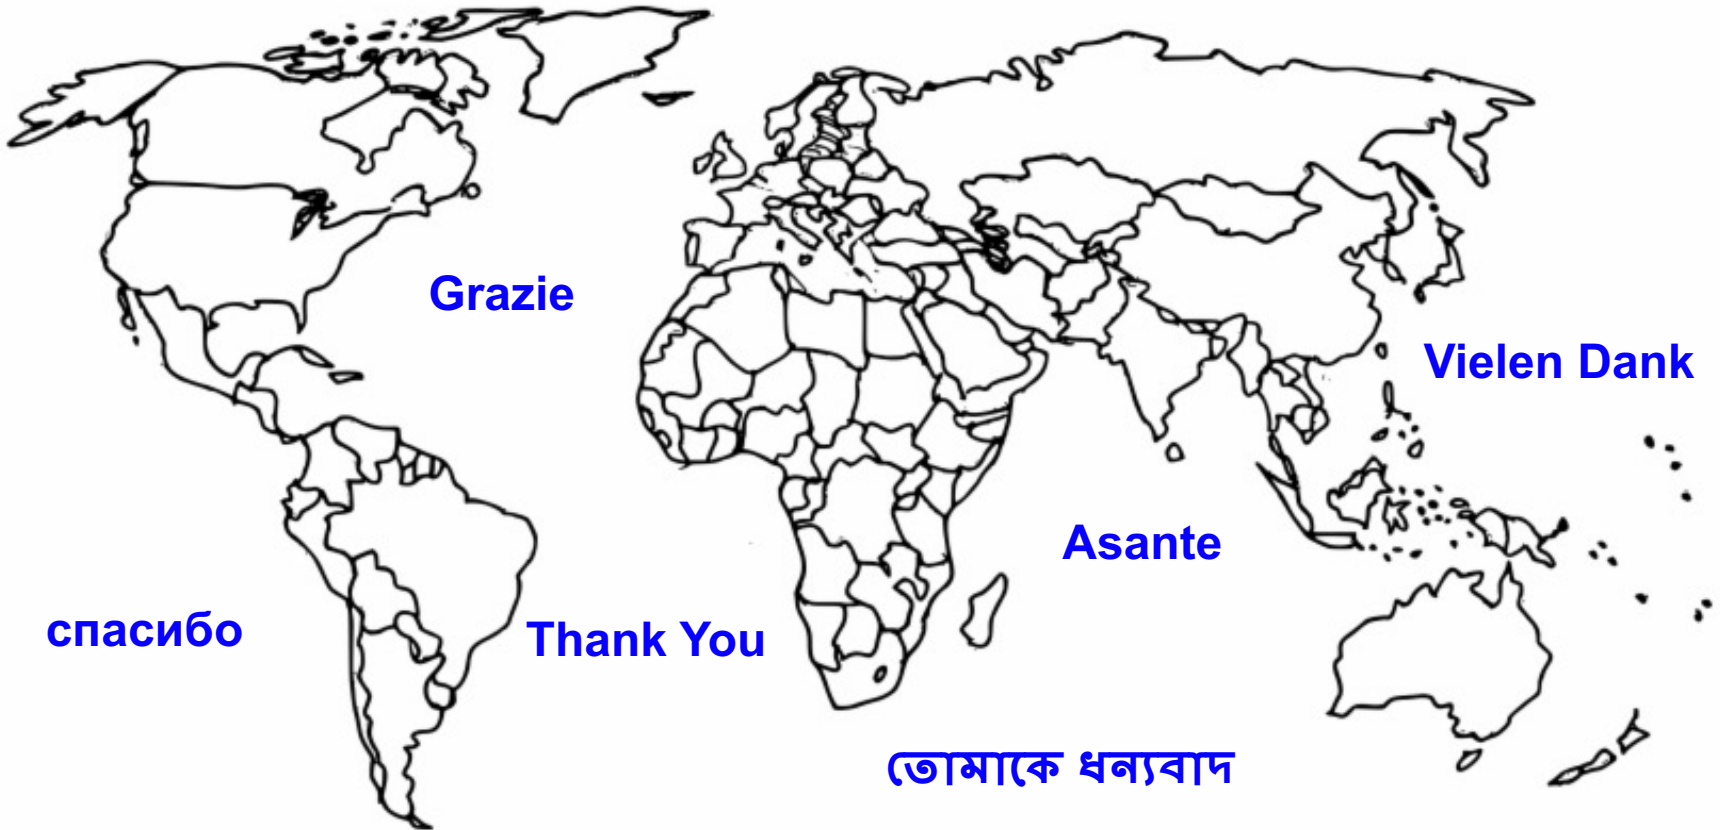 Grazie
Vielen Dank
Asante
спасибо
Thank You
তোমাকে ধন্যবাদ